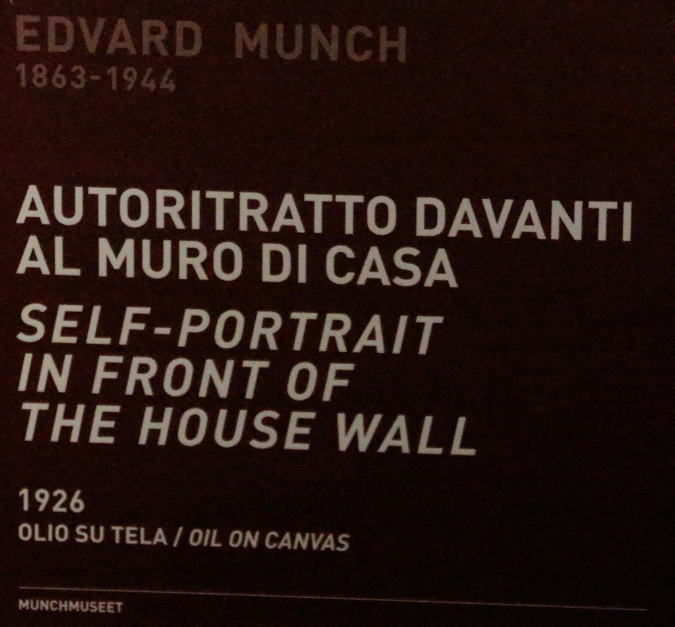 EDVARD MUNCH
1863-1944
AUTORITRATTO DAVANTI
AL MURO DI CASA
SELF-PORTRAIT
IN FRONT OF
THE HOUSE WALL
1926
OLIO SU TELA / OIL ON CANVAS
MUNCHMUSEET